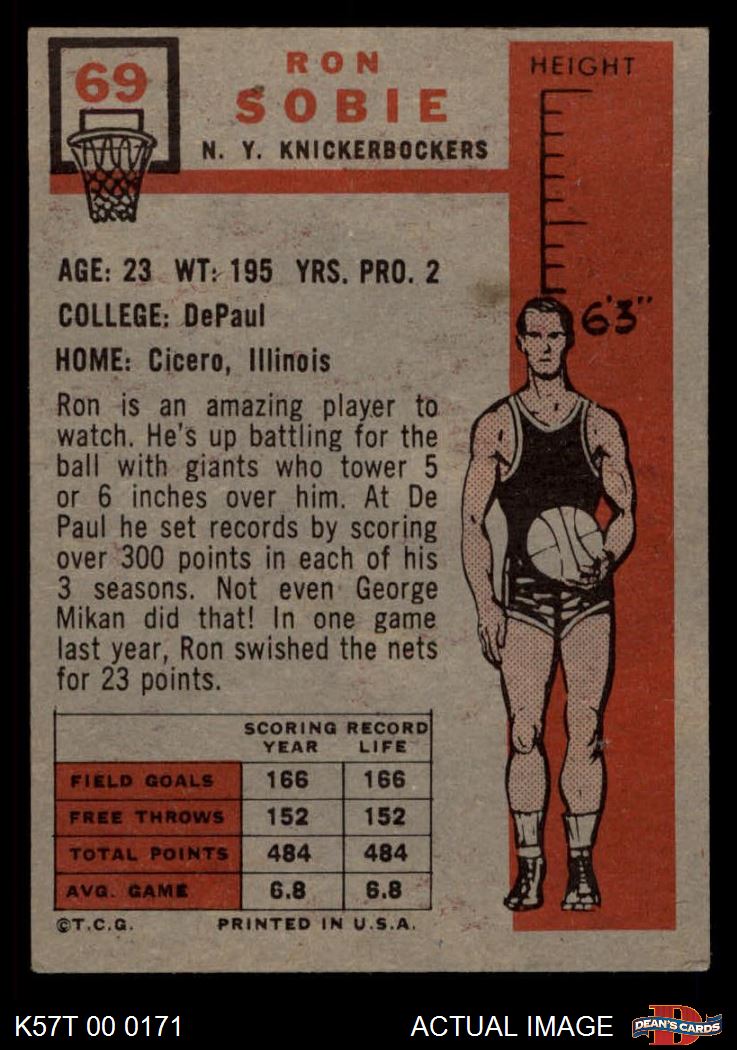 69
RON
SOBIE
N. Y. KNICKERBOCKERS
HEIGHT
6'3"
AGE: 23 WT: 195 YRS. PRO. 2
COLLEGE: DePaul
HOME: Cicero, Illinois
Ron is an amazing player to
watch. He's up battling for the
ball with giants who tower 5
or 6 inches over him. At De
Paul he set records by scoring
over 300 points in each of his
3 seasons. Not even George
Mikan did that! In one game
last year, Ron swished the nets
for 23 points.
SCORING RECORD
YEAR LIFE
FIELD GOALS 166 166
FREE THROWS 152 152
TOTAL POINTS 484 484
AVG. GAME 6.8 6.8
©T.C.G. PRINTED IN U.S.A.
K57T 00 0171 ACTUAL IMAGE
D
DEAN'S CARDS